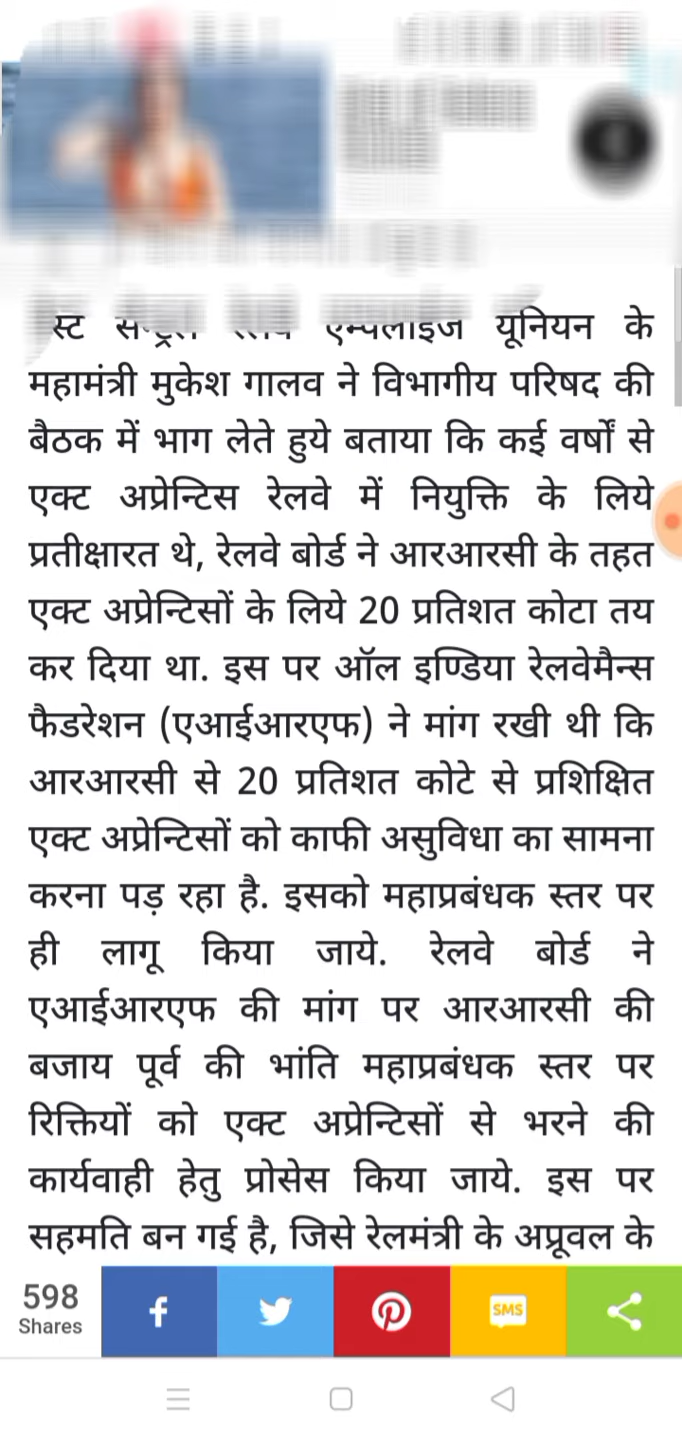 यूनियन के
महामंत्री मुकेश गालव ने विभागीय परिषद की
बैठक में भाग लेते हुये बताया कि कई वर्षों से
एक्ट अप्रेन्टिस रेलवे में नियुक्ति के लिये
प्रतीक्षारत थे, रेलवे बोर्ड ने आरआरसी के तहत
एक्ट अप्रेन्टिसों के लिये 20 प्रतिशत कोटा तय
कर दिया था. इस पर ऑल इण्डिया रेलवेमैन्स
फैडरेशन (एआईआरएफ) ने मांग रखी थी कि
आरआरसी से 20 प्रतिशत कोटे से प्रशिक्षित
एक्ट अप्रेन्टिसों को काफी असुविधा का सामना
करना पड़ रहा है. इसको महाप्रबंधक स्तर पर
ही लागू किया जाये. रेलवे बोर्ड ने
एआईआरएफ की मांग पर आरआरसी की
बजाय पूर्व की भांति महाप्रबंधक स्तर पर
रिक्तियों को एक्ट अप्रेन्टिसों से भरने की
कार्यवाही हेतु प्रोसेस किया जाये. इस पर
सहमति बन गई है, जिसे रेलमंत्री के अप्रूवल के
598
Shares
SMS